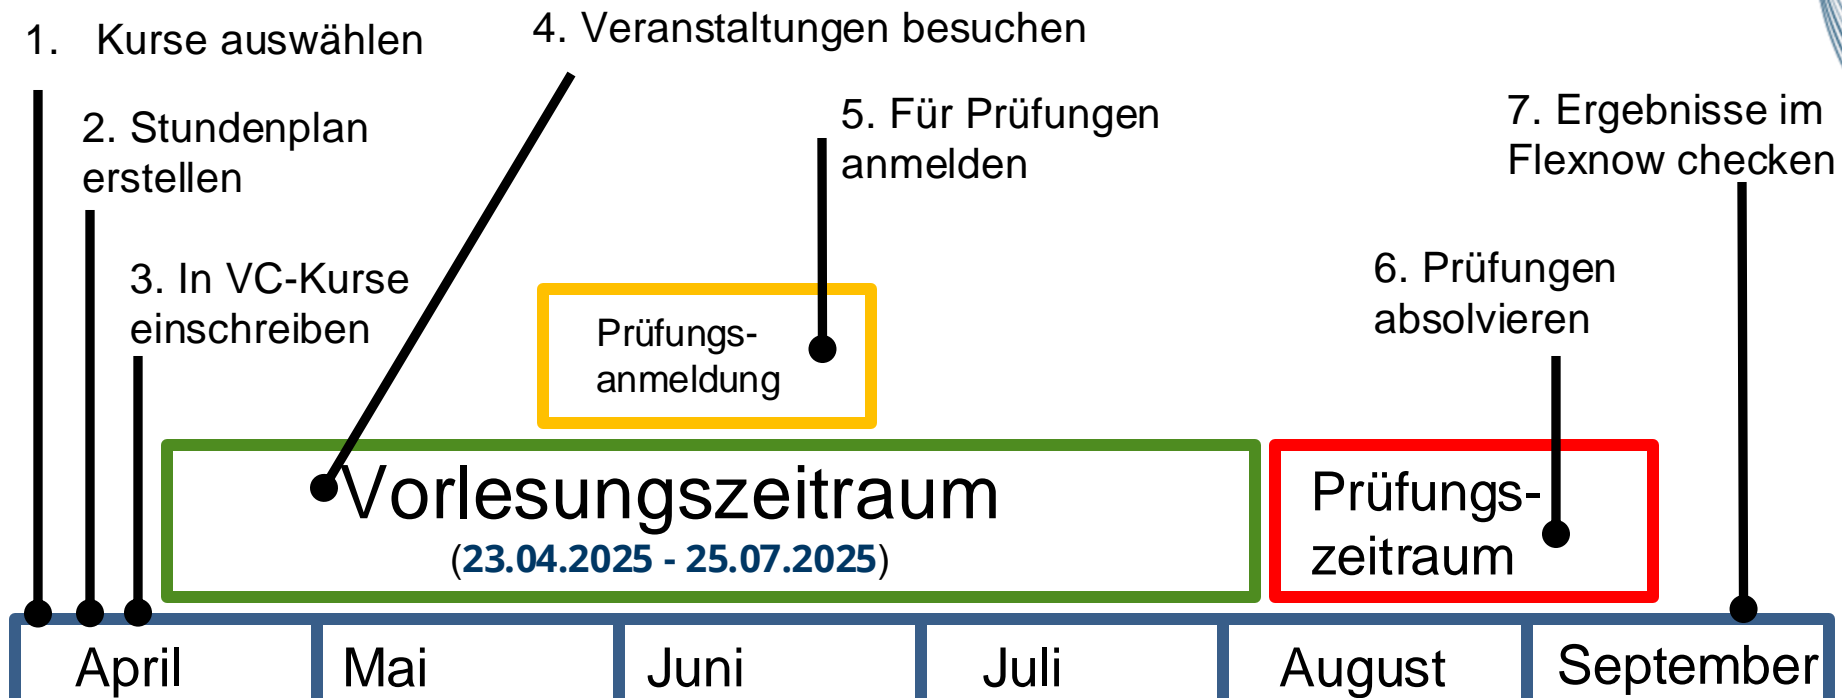 1. Kurse auswählen
2. Stundenplan
erstellen
3. In VC-Kurse
einschreiben
4. Veranstaltungen besuchen
5. Für Prüfungen
anmelden
6. Prüfungen
absolvieren
7. Ergebnisse im
Flexnow checken
Prüfungs-
anmeldung
Vorlesungszeitraum
(23.04.2025 - 25.07.2025)
Prüfungs-
zeitraum
April
Mai
Juni
Juli
August
September